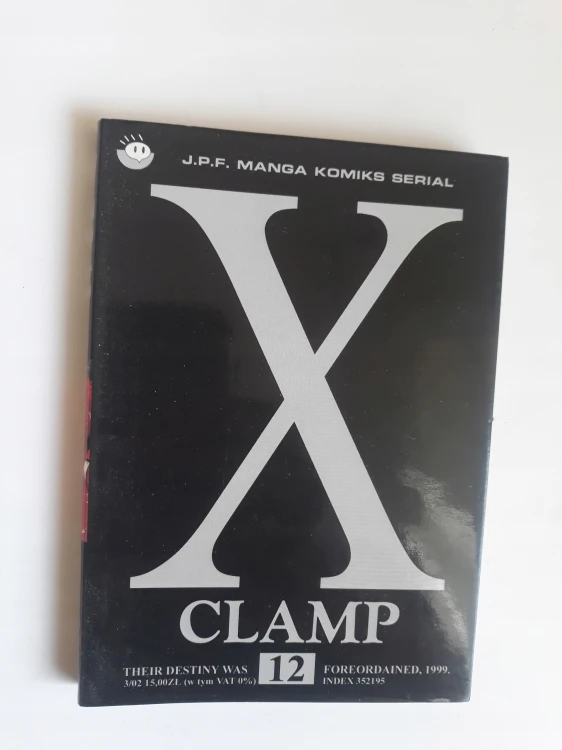 J.P.F. MANGA KOMIKS SERIAL
X
CLAMP
THEIR DESTINY WAS 12 FOREORDAINED, 1999.
3/02 15,00ZŁ (w tym VAT 0%) INDEX 352195